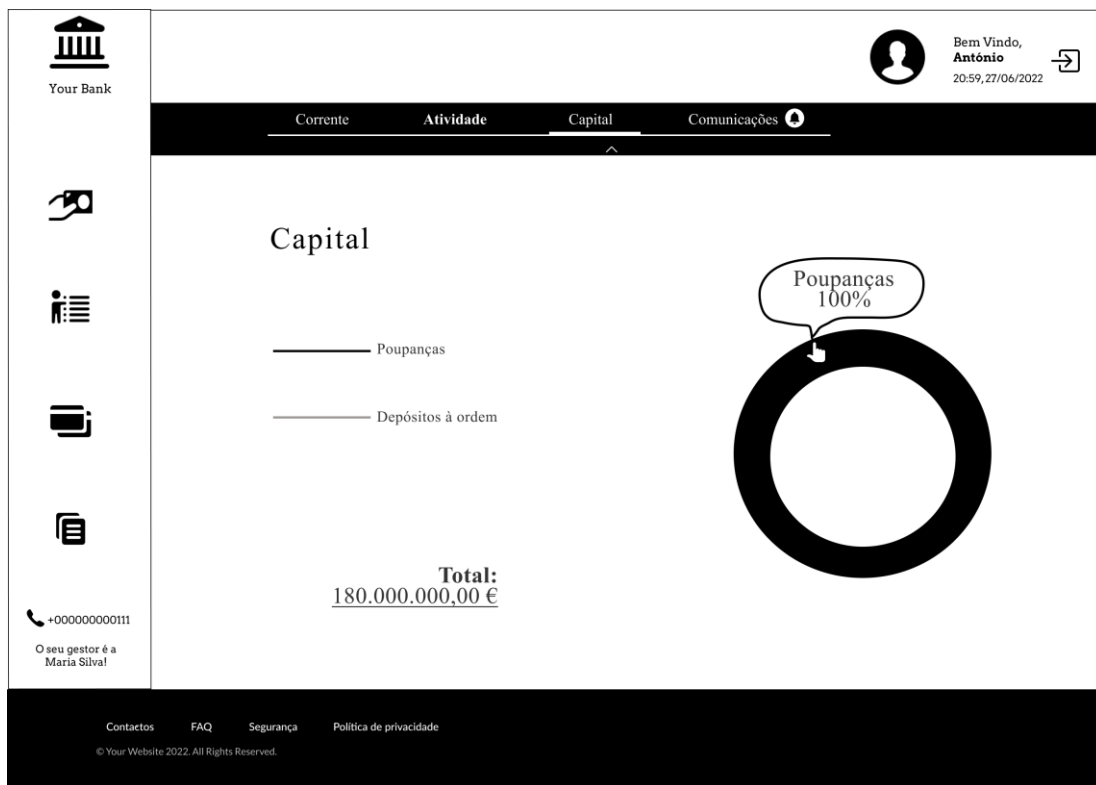 Your Bank
Bem Vindo,
António
20:59, 27/06/2022
Corrente
Atividade
Capital
Comunicações
Capital
Poupanças
100%
Poupanças
Depósitos à ordem
Total:
180.000.000,00 €
+000000000111
O seu gestor é a
Maria Silva!
Contactos
FAQ
Segurança
Política de privacidade
© Your Website 2022. All Rights Reserved.